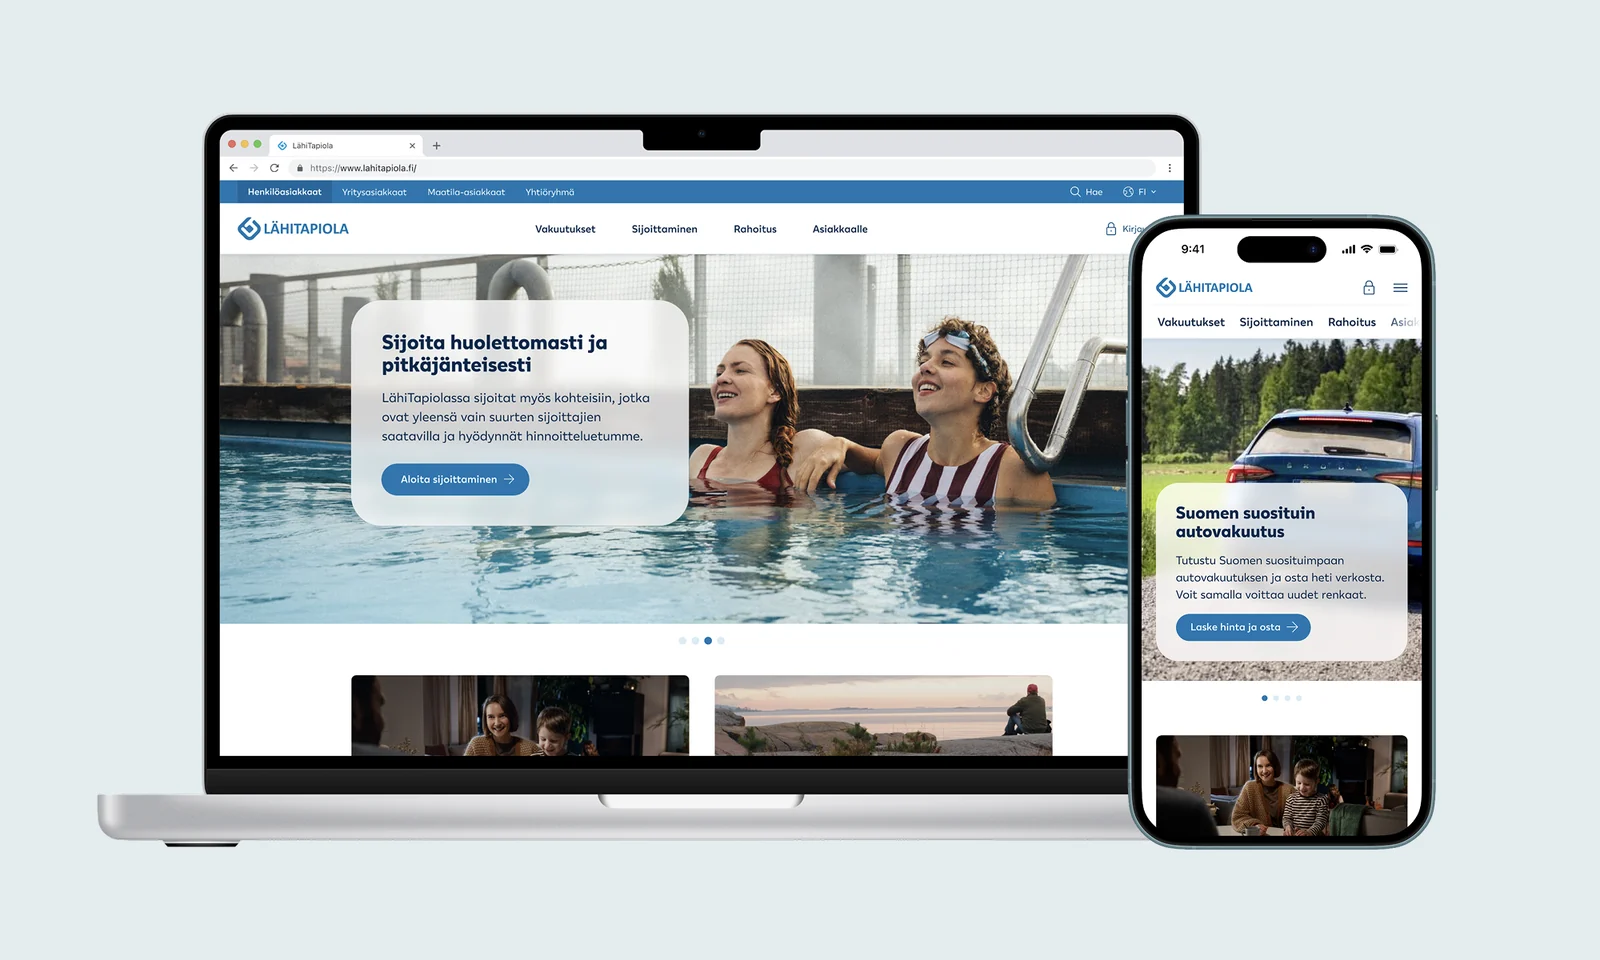 LähiTapiola
https://www.lahitapiola.fi/
Henkilöasiakkaat Yritysasiakkaat Maatila-asiakkaat Yhtiöryhmä Hae FI
LÄHITAPIOLA Vakuutukset Sijoittaminen Rahoitus Asiakkaalle
Sijoita huolettomasti ja
pitkäjänteisesti
LähiTapiolassa sijoitat myös kohteisiin, jotka
ovat yleensä vain suurten sijoittajien
saatavilla ja hyödynnät hinnoitteluetumme.
Aloita sijoittaminen
9:41
LÄHITAPIOLA
Vakuutukset Sijoittaminen Rahoitus Asiak
SKODA
Suomen suosituin
autovakuutus
Tutustu Suomen suosituimpaan
autovakuutuksen ja osta heti verkosta.
Voit samalla voittaa uudet renkaat.
Laske hinta ja osta